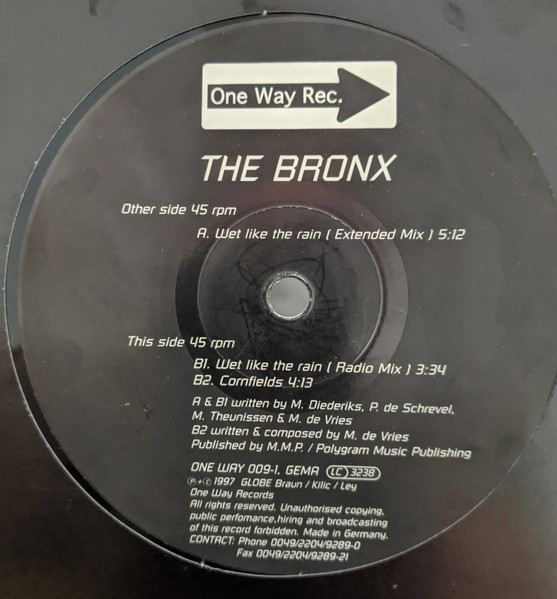 One Way Rec.
THE BRONX
Other side 45 rpm
A. Wet like the rain ( Extended Mix ) 5:12
This side 45 rpm
B1. Wet like the rain ( Radio Mix ) 3:34
B2. Cornfields 4:13
A & B1 written by M. Diederiks, P. de Schrevel,
M. Theunissen & M. de Vries
B2 written & composed by M. de Vries
Published by M.M.P. / Polygram Music Publishing
ONE WAY 009-1, GEMA LC 3238
℗+© 1997 GLOBE Braun / Kilic / Ley
One Way Records
All rights reserved. Unauthorised copying,
public perfomance,hiring and broadcasting
of this record forbidden. Made in Germany.
CONTACT: Phone 0049/2204/9289-0
Fax 0049/2204/9289-21